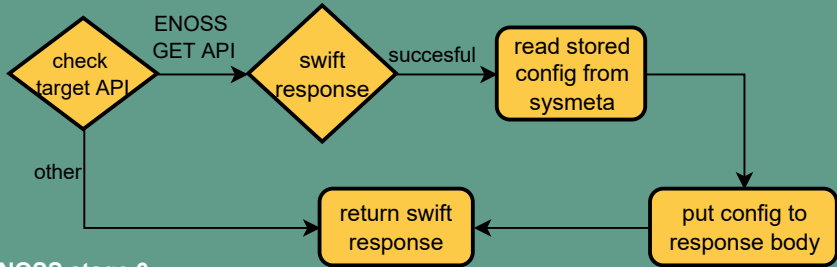 ENOSS
GET API
check
target API
swift
response
succesful
read stored
config from
sysmeta
other
return swift
response
put config to
response body